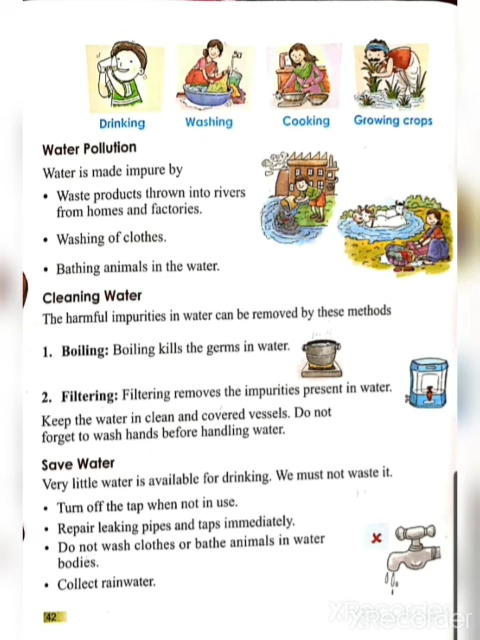 Drinking
Washing
Cooking
Growing crops
Water Pollution
Water is made impure by
• Waste products thrown into rivers
from homes and factories.
• Washing of clothes.
• Bathing animals in the water.
Cleaning Water
The harmful impurities in water can be removed by these methods
1. Boiling: Boiling kills the germs in water.
2. Filtering: Filtering removes the impurities present in water.
Keep the water in clean and covered vessels. Do not
forget to wash hands before handling water.
Save Water
Very little water is available for drinking. We must not waste it.
• Turn off the tap when not in use.
• Repair leaking pipes and taps immediately.
• Do not wash clothes or bathe animals in water
bodies.
• Collect rainwater.
42
XRecorder
XRecorder